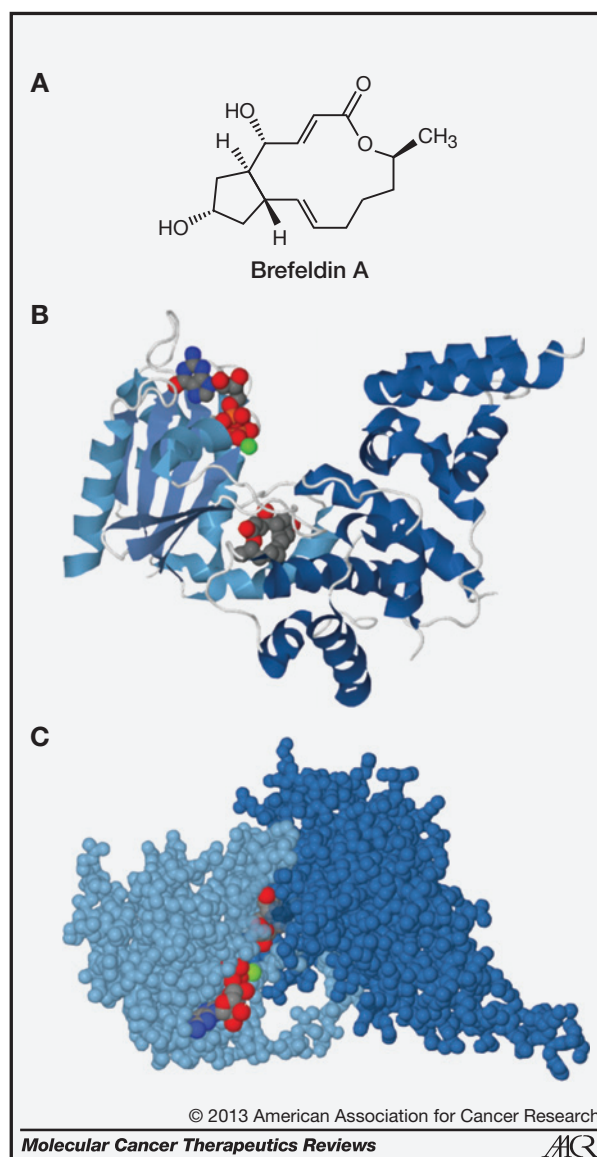 A
HO
O
H
O
CH3
HO
H
Brefeldin A
B
C
© 2013 American Association for Cancer Research
Molecular Cancer Therapeutics Reviews
AACR